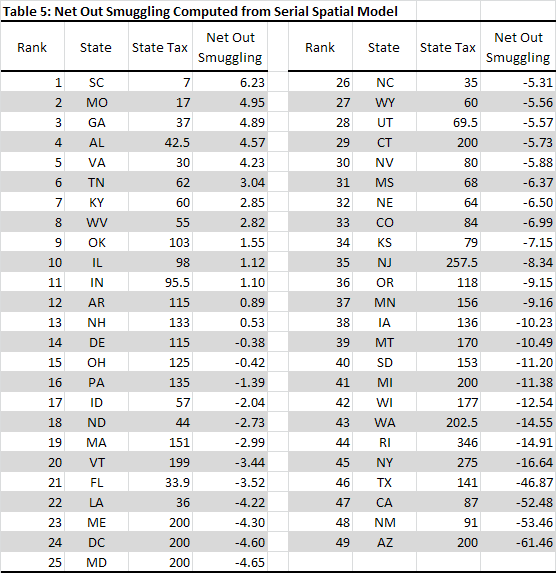 Table 5: Net Out Smuggling Computed from Serial Spatial Model
Rank State State Tax Net Out Smuggling Rank State State Tax Net Out Smuggling
1 SC 7 6.23 26 NC 35 -5.31
2 MO 17 4.95 27 WY 60 -5.56
3 GA 37 4.89 28 UT 69.5 -5.57
4 AL 42.5 4.57 29 CT 200 -5.73
5 VA 30 4.23 30 NV 80 -5.88
6 TN 62 3.04 31 MS 68 -6.37
7 KY 60 2.85 32 NE 64 -6.50
8 WV 55 2.82 33 CO 84 -6.99
9 OK 103 1.55 34 KS 79 -7.15
10 IL 98 1.12 35 NJ 257.5 -8.34
11 IN 95.5 1.10 36 OR 118 -9.15
12 AR 115 0.89 37 MN 156 -9.16
13 NH 133 0.53 38 IA 136 -10.23
14 DE 115 -0.38 39 MT 170 -10.49
15 OH 125 -0.42 40 SD 153 -11.20
16 PA 135 -1.39 41 MI 200 -11.38
17 ID 57 -2.04 42 WI 177 -12.54
18 ND 44 -2.73 43 WA 202.5 -14.55
19 MA 151 -2.99 44 RI 346 -14.91
20 VT 199 -3.44 45 NY 275 -16.64
21 FL 33.9 -3.52 46 TX 141 -46.87
22 LA 36 -4.22 47 CA 87 -52.48
23 ME 200 -4.30 48 NM 91 -53.46
24 DC 200 -4.60 49 AZ 200 -61.46
25 MD 200 -4.65